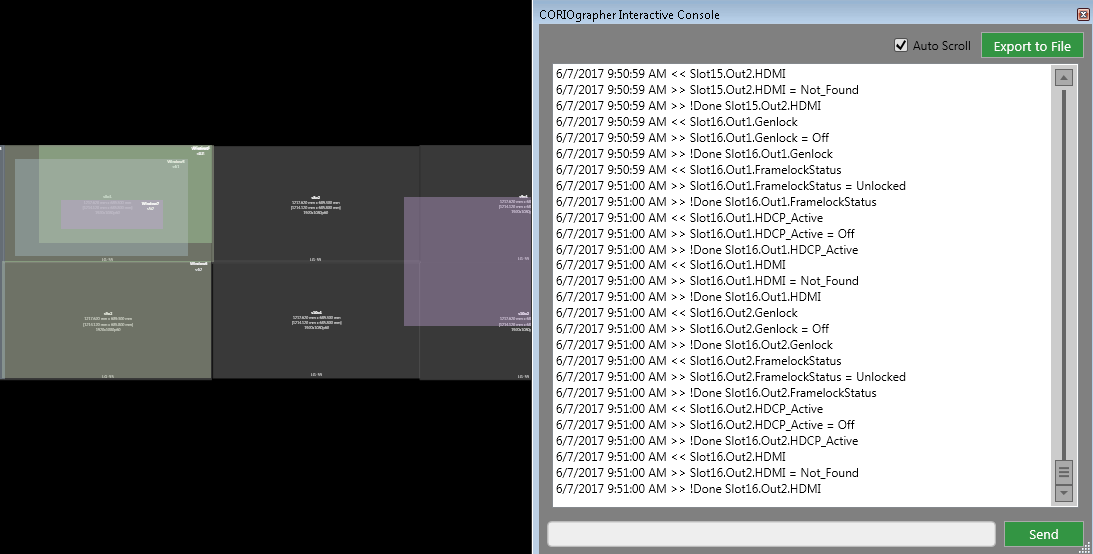 CORIOgrapher Interactive Console
Auto Scroll
Export to File
6/7/2017 9:50:59 AM << Slot15.Out2.HDMI
6/7/2017 9:50:59 AM >> Slot15.Out2.HDMI = Not_Found
6/7/2017 9:50:59 AM >> !Done Slot15.Out2.HDMI
6/7/2017 9:50:59 AM << Slot16.Out1.Genlock
6/7/2017 9:50:59 AM >> Slot16.Out1.Genlock = Off
6/7/2017 9:50:59 AM >> !Done Slot16.Out1.Genlock
6/7/2017 9:50:59 AM << Slot16.Out1.FramelockStatus
6/7/2017 9:51:00 AM >> Slot16.Out1.FramelockStatus = Unlocked
6/7/2017 9:51:00 AM >> !Done Slot16.Out1.FramelockStatus
6/7/2017 9:51:00 AM << Slot16.Out1.HDCP_Active
6/7/2017 9:51:00 AM >> Slot16.Out1.HDCP_Active = Off
6/7/2017 9:51:00 AM >> !Done Slot16.Out1.HDCP_Active
6/7/2017 9:51:00 AM << Slot16.Out1.HDMI
6/7/2017 9:51:00 AM >> Slot16.Out1.HDMI = Not_Found
6/7/2017 9:51:00 AM >> !Done Slot16.Out1.HDMI
6/7/2017 9:51:00 AM << Slot16.Out2.Genlock
6/7/2017 9:51:00 AM >> Slot16.Out2.Genlock = Off
6/7/2017 9:51:00 AM >> !Done Slot16.Out2.Genlock
6/7/2017 9:51:00 AM << Slot16.Out2.FramelockStatus
6/7/2017 9:51:00 AM >> Slot16.Out2.FramelockStatus = Unlocked
6/7/2017 9:51:00 AM >> !Done Slot16.Out2.FramelockStatus
6/7/2017 9:51:00 AM << Slot16.Out2.HDCP_Active
6/7/2017 9:51:00 AM >> Slot16.Out2.HDCP_Active = Off
6/7/2017 9:51:00 AM >> !Done Slot16.Out2.HDCP_Active
6/7/2017 9:51:00 AM << Slot16.Out2.HDMI
6/7/2017 9:51:00 AM >> Slot16.Out2.HDMI = Not_Found
6/7/2017 9:51:00 AM >> !Done Slot16.Out2.HDMI
Send